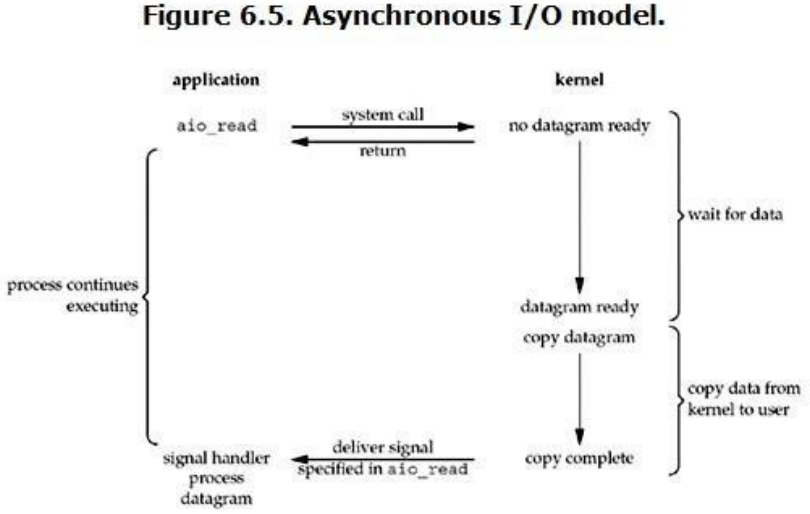 Figure 6.5. Asynchronous I/O model.
application
kernel
aio_read
system call
no datagram ready
return
wait for data
process continues
executing
datagram ready
copy datagram
copy data from
kernel to user
deliver signal
signal handler
specified in aio_read
copy complete
process
datagram